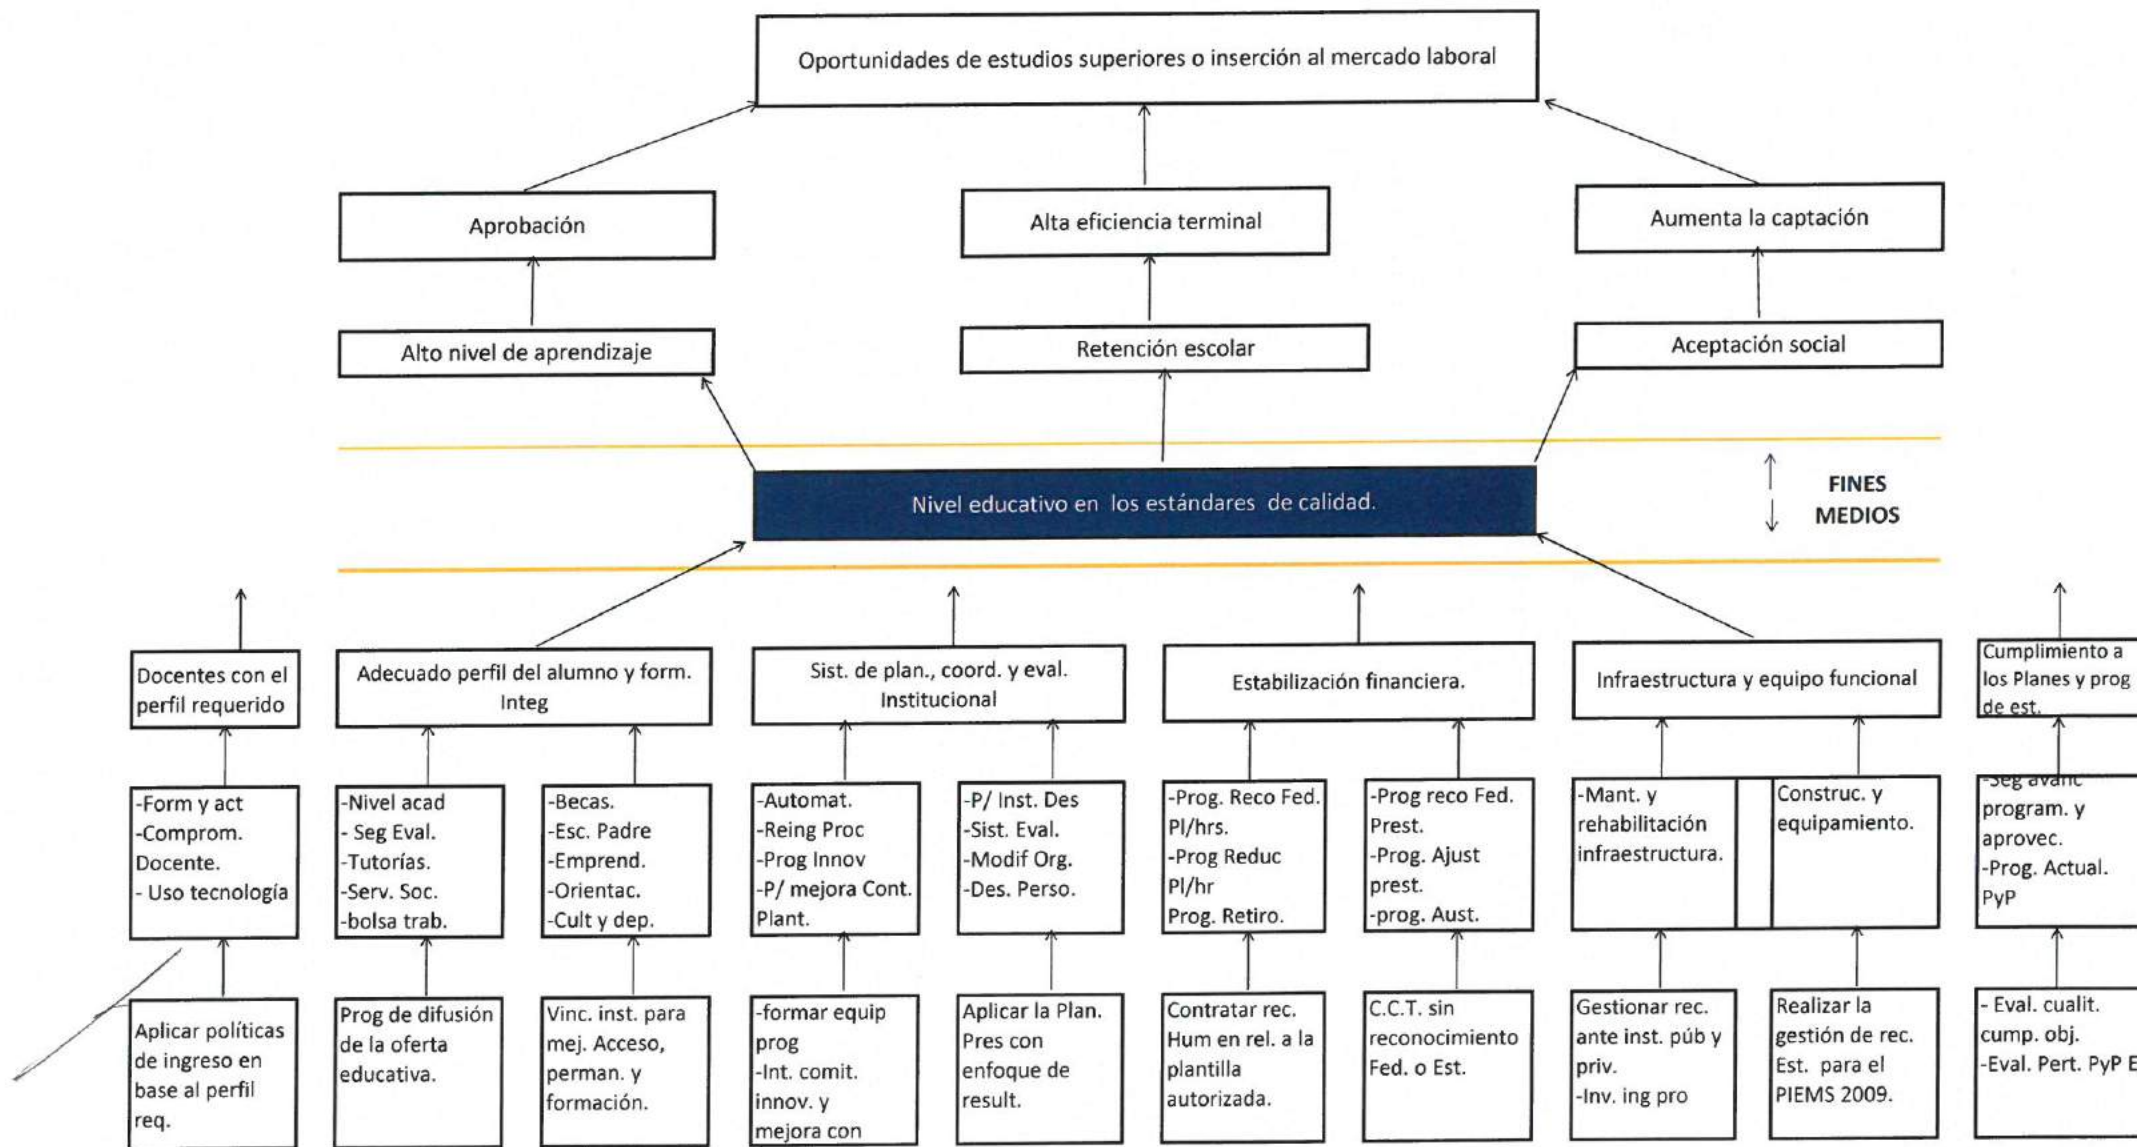 Oportunidades de estudios superiores o inserción al mercado laboral
Aprobación
Alta eficiencia terminal
Aumenta la captación
Alto nivel de aprendizaje
Retención escolar
Aceptación social
Nivel educativo en los estándares de calidad.
FINES
MEDIOS
Docentes con el
perfil requerido
Adecuado perfil del alumno y form.
Integ
Sist. de plan., coord. y eval.
Institucional
Estabilización financiera.
Infraestructura y equipo funcional
Cumplimiento a
los Planes y prog
de est.
-Form y act
-Comprom.
Docente.
- Uso tecnología
-Nivel acad
- Seg Eval.
-Tutorías.
-Serv. Soc.
-bolsa trab.
-Becas.
-Esc. Padre
-Emprend.
-Orientac.
-Cult y dep.
-Automat.
-Reing Proc
-Prog Innov
-P/ mejora Cont.
Plant.
-P/ Inst. Des
-Sist. Eval.
-Modif Org.
-Des. Perso.
-Prog. Reco Fed.
Pl/hrs.
-Prog Reduc
Pl/hr
Prog. Retiro.
-Prog reco Fed.
Prest.
-Prog. Ajust
prest.
-prog. Aust.
-Mant. y
rehabilitación
infraestructura.
Construc. y
equipamiento.
-Seg avanc
program. y
aprovec.
-Prog. Actual.
PyP
Aplicar políticas
de ingreso en
base al perfil
req.
Prog de difusión
de la oferta
educativa.
Vinc. inst. para
mej. Acceso,
perman. y
formación.
-formar equip
prog
-Int. comit.
innov. y
mejora con
Aplicar la Plan.
Pres con
enfoque de
result.
Contratar rec.
Hum en rel. a la
plantilla
autorizada.
C.C.T. sin
reconocimiento
Fed. o Est.
Gestionar rec.
ante inst. púb y
priv.
-Inv. ing pro
Realizar la
gestión de rec.
Est. para el
PIEMS 2009.
- Eval. cualit.
cump. obj.
-Eval. Pert. PyP E